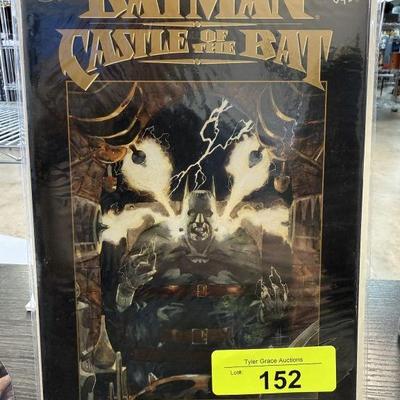 BATMAN
CASTLE OF THE BAT
Tyler Grace Auctions
Lot#:
152